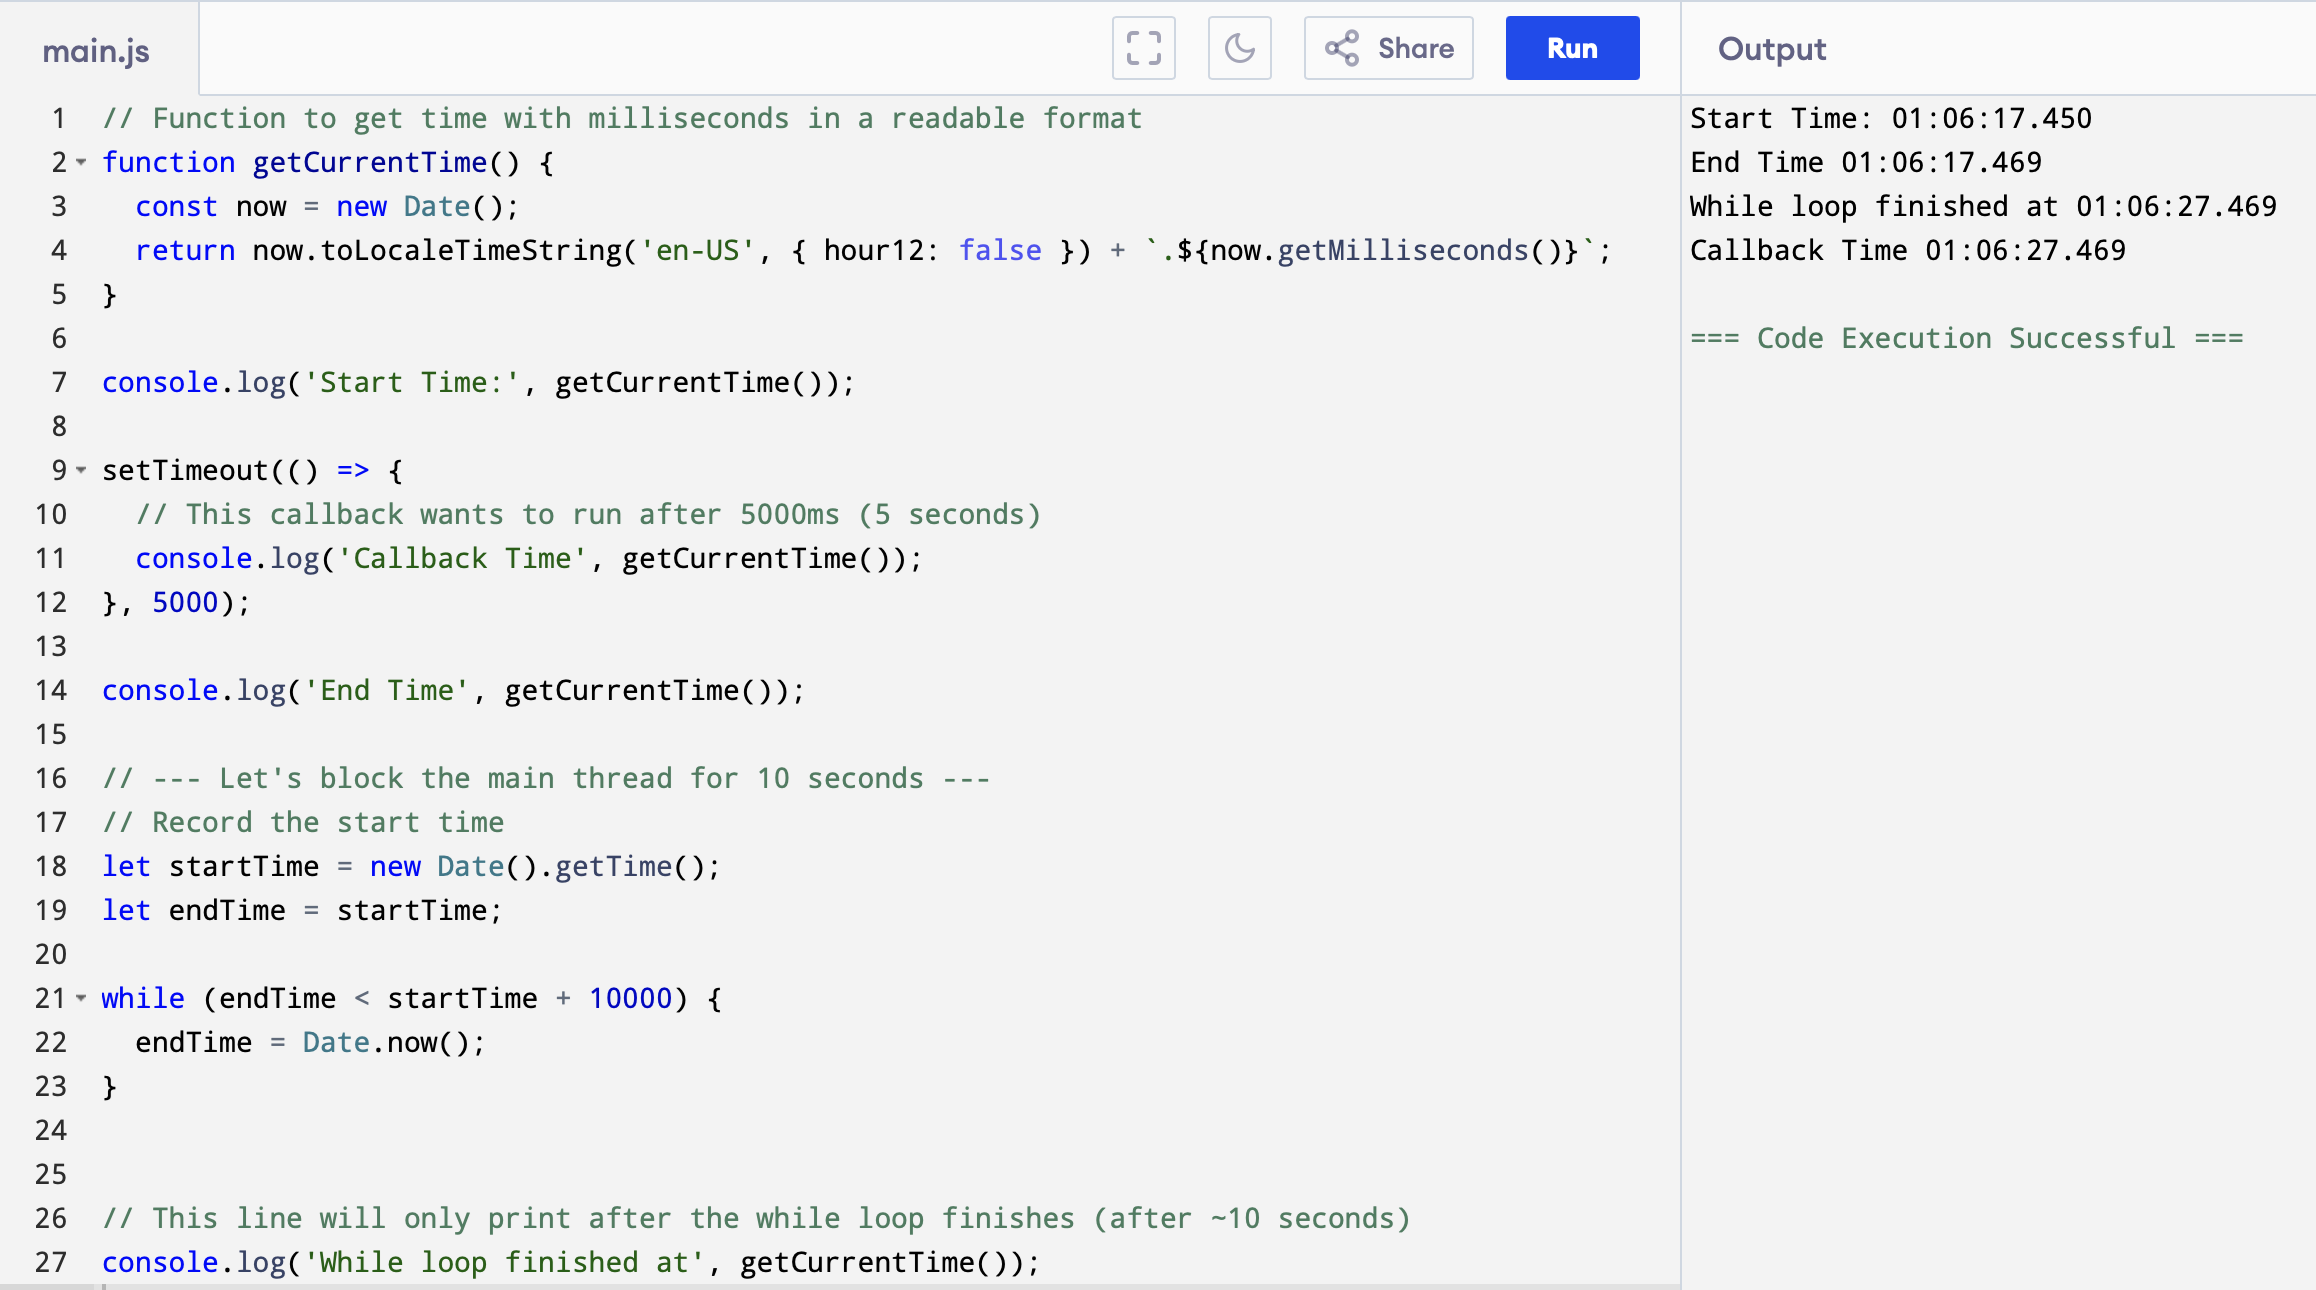 main.js
Share
Run
Output
1 // Function to get time with milliseconds in a readable format
2 function getCurrentTime() {
3   const now = new Date();
4   return now.toLocaleTimeString('en-US', { hour12: false }) + `.${now.getMilliseconds()}`;
5 }
6
7 console.log('Start Time:', getCurrentTime());
8
9 setTimeout(() => {
10   // This callback wants to run after 5000ms (5 seconds)
11   console.log('Callback Time', getCurrentTime());
12 }, 5000);
13
14 console.log('End Time', getCurrentTime());
15
16 // --- Let's block the main thread for 10 seconds ---
17 // Record the start time
18 let startTime = new Date().getTime();
19 let endTime = startTime;
20
21 while (endTime < startTime + 10000) {
22   endTime = Date.now();
23 }
24
25
26 // This line will only print after the while loop finishes (after ~10 seconds)
27 console.log('While loop finished at', getCurrentTime());
Start Time: 01:06:17.450
End Time 01:06:17.469
While loop finished at 01:06:27.469
Callback Time 01:06:27.469
=== Code Execution Successful ===